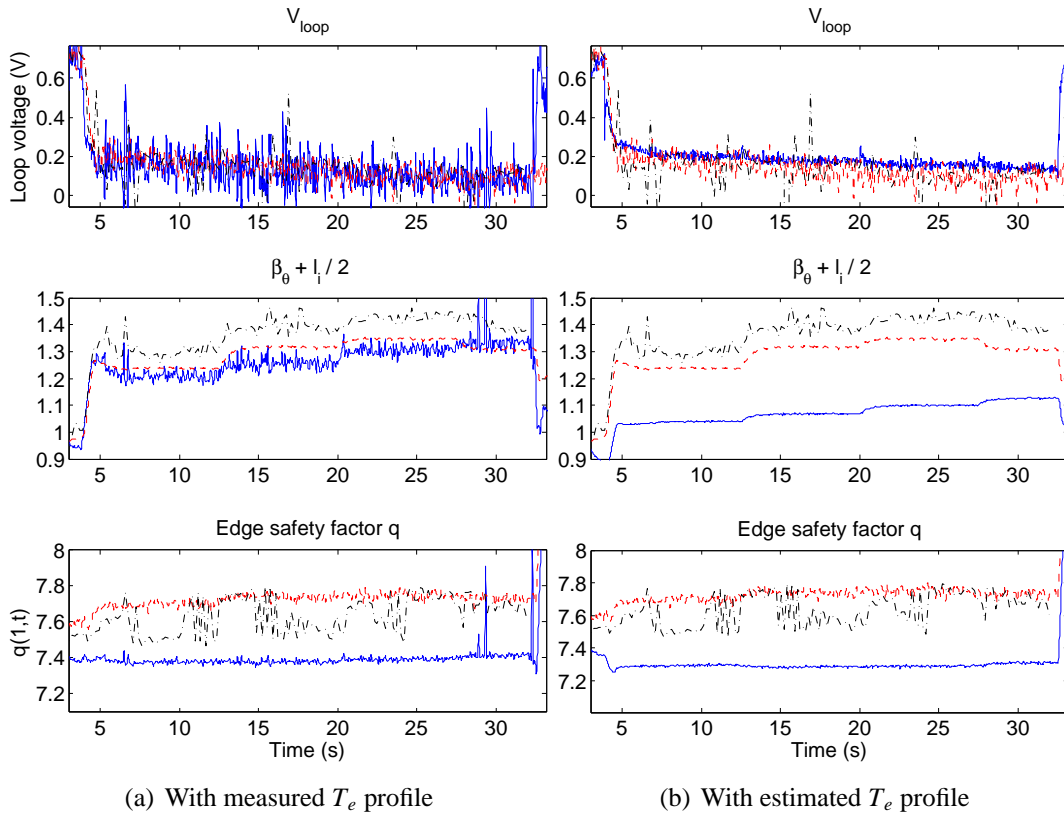 V_loop
Loop voltage (V)
0.6
0.4
0.2
0
5 10 15 20 25 30
β_θ + l_i / 2
1.5
1.4
1.3
1.2
1.1
1
0.9
5 10 15 20 25 30
Edge safety factor q
q(1,t)
8
7.8
7.6
7.4
7.2
5 10 15 20 25 30
Time (s)
(a) With measured T_e profile
V_loop
0.6
0.4
0.2
0
5 10 15 20 25 30
β_θ + l_i / 2
1.5
1.4
1.3
1.2
1.1
1
0.9
5 10 15 20 25 30
Edge safety factor q
8
7.8
7.6
7.4
7.2
5 10 15 20 25 30
Time (s)
(b) With estimated T_e profile